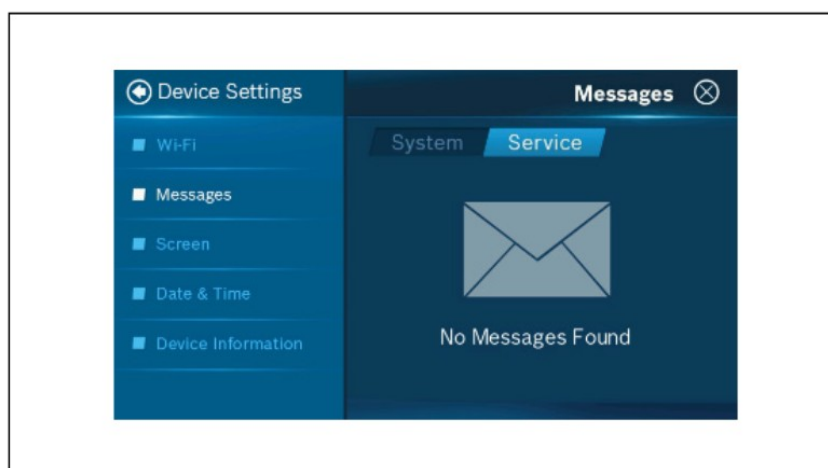 Device Settings
Messages
Wi-Fi
Messages
Screen
Date & Time
Device Information
System
Service
No Messages Found